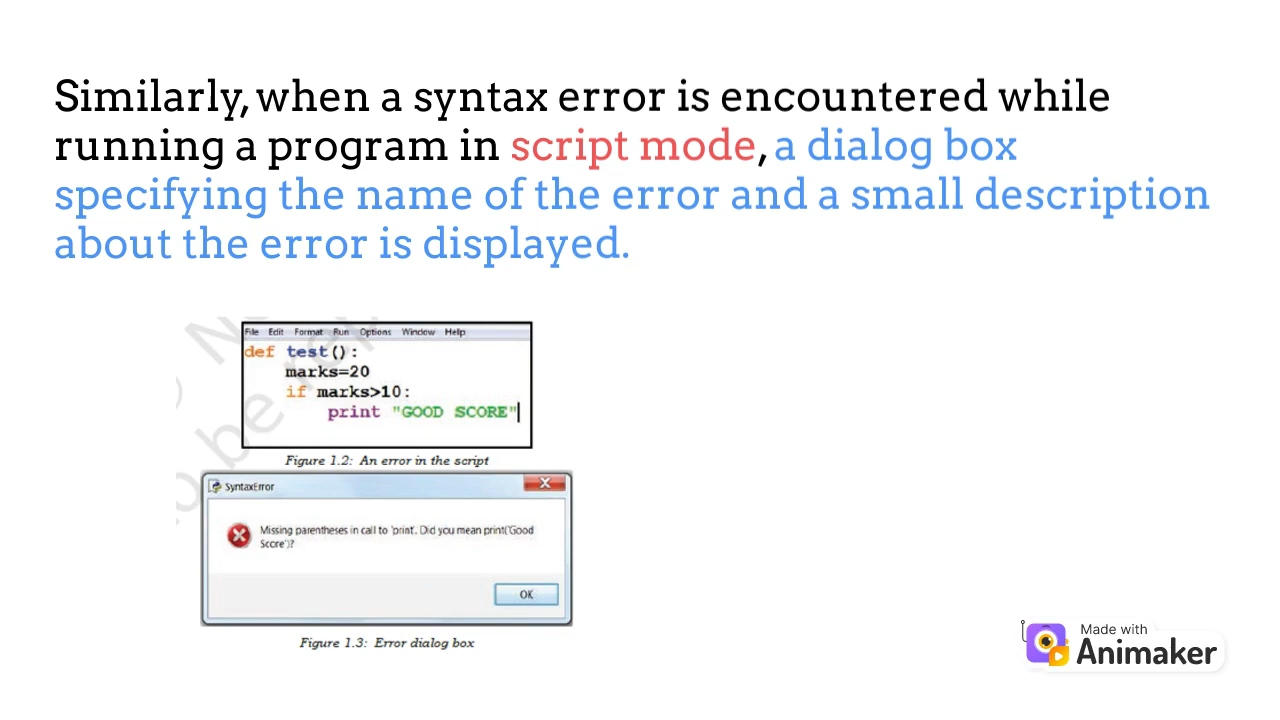 Similarly, when a syntax error is encountered while
running a program in script mode, a dialog box
specifying the name of the error and a small description
about the error is displayed.
File Edit Format Run Options Window Help
def test():
marks=20
if marks>10:
print "GOOD SCORE"
Figure 1.2: An error in the script
SyntaxError
Missing parentheses in call to 'print'. Did you mean print('Good
Score')?
OK
Figure 1.3: Error dialog box
Made with
Animaker
to be